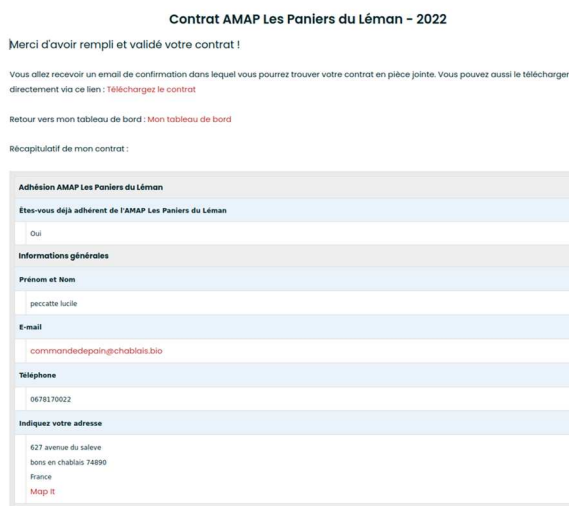 Contrat AMAP Les Paniers du Léman - 2022
Merci d'avoir rempli et validé votre contrat !
Vous allez recevoir un email de confirmation dans lequel vous pourrez trouver votre contrat en pièce jointe. Vous pouvez aussi le télécharger
directement via ce lien : Téléchargez le contrat
Retour vers mon tableau de bord : Mon tableau de bord
Récapitulatif de mon contrat :
Adhésion AMAP Les Paniers du Léman
Êtes-vous déjà adhérent de l'AMAP Les Paniers du Léman
Oui
Informations générales
Prénom et Nom
peccatte lucile
E-mail
commandedepain@chablais.bio
Téléphone
0678170022
Indiquez votre adresse
627 avenue du saleve
bons en chablais 74890
France
Map It